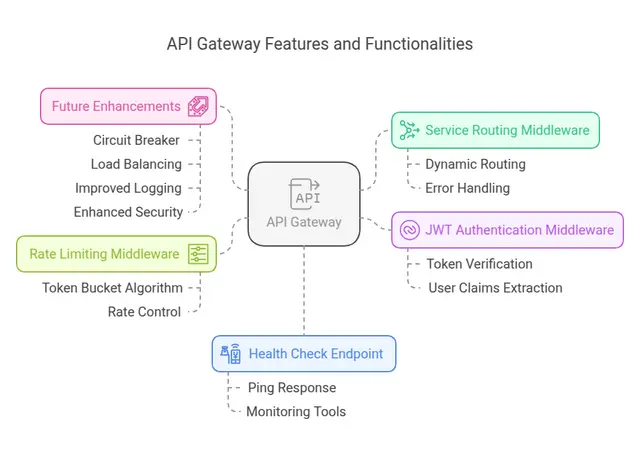 API Gateway Features and Functionalities
Future Enhancements
Circuit Breaker
Load Balancing
Improved Logging
Enhanced Security
Rate Limiting Middleware
Token Bucket Algorithm
Rate Control
API
API Gateway
Service Routing Middleware
Dynamic Routing
Error Handling
JWT Authentication Middleware
Token Verification
User Claims Extraction
Health Check Endpoint
Ping Response
Monitoring Tools